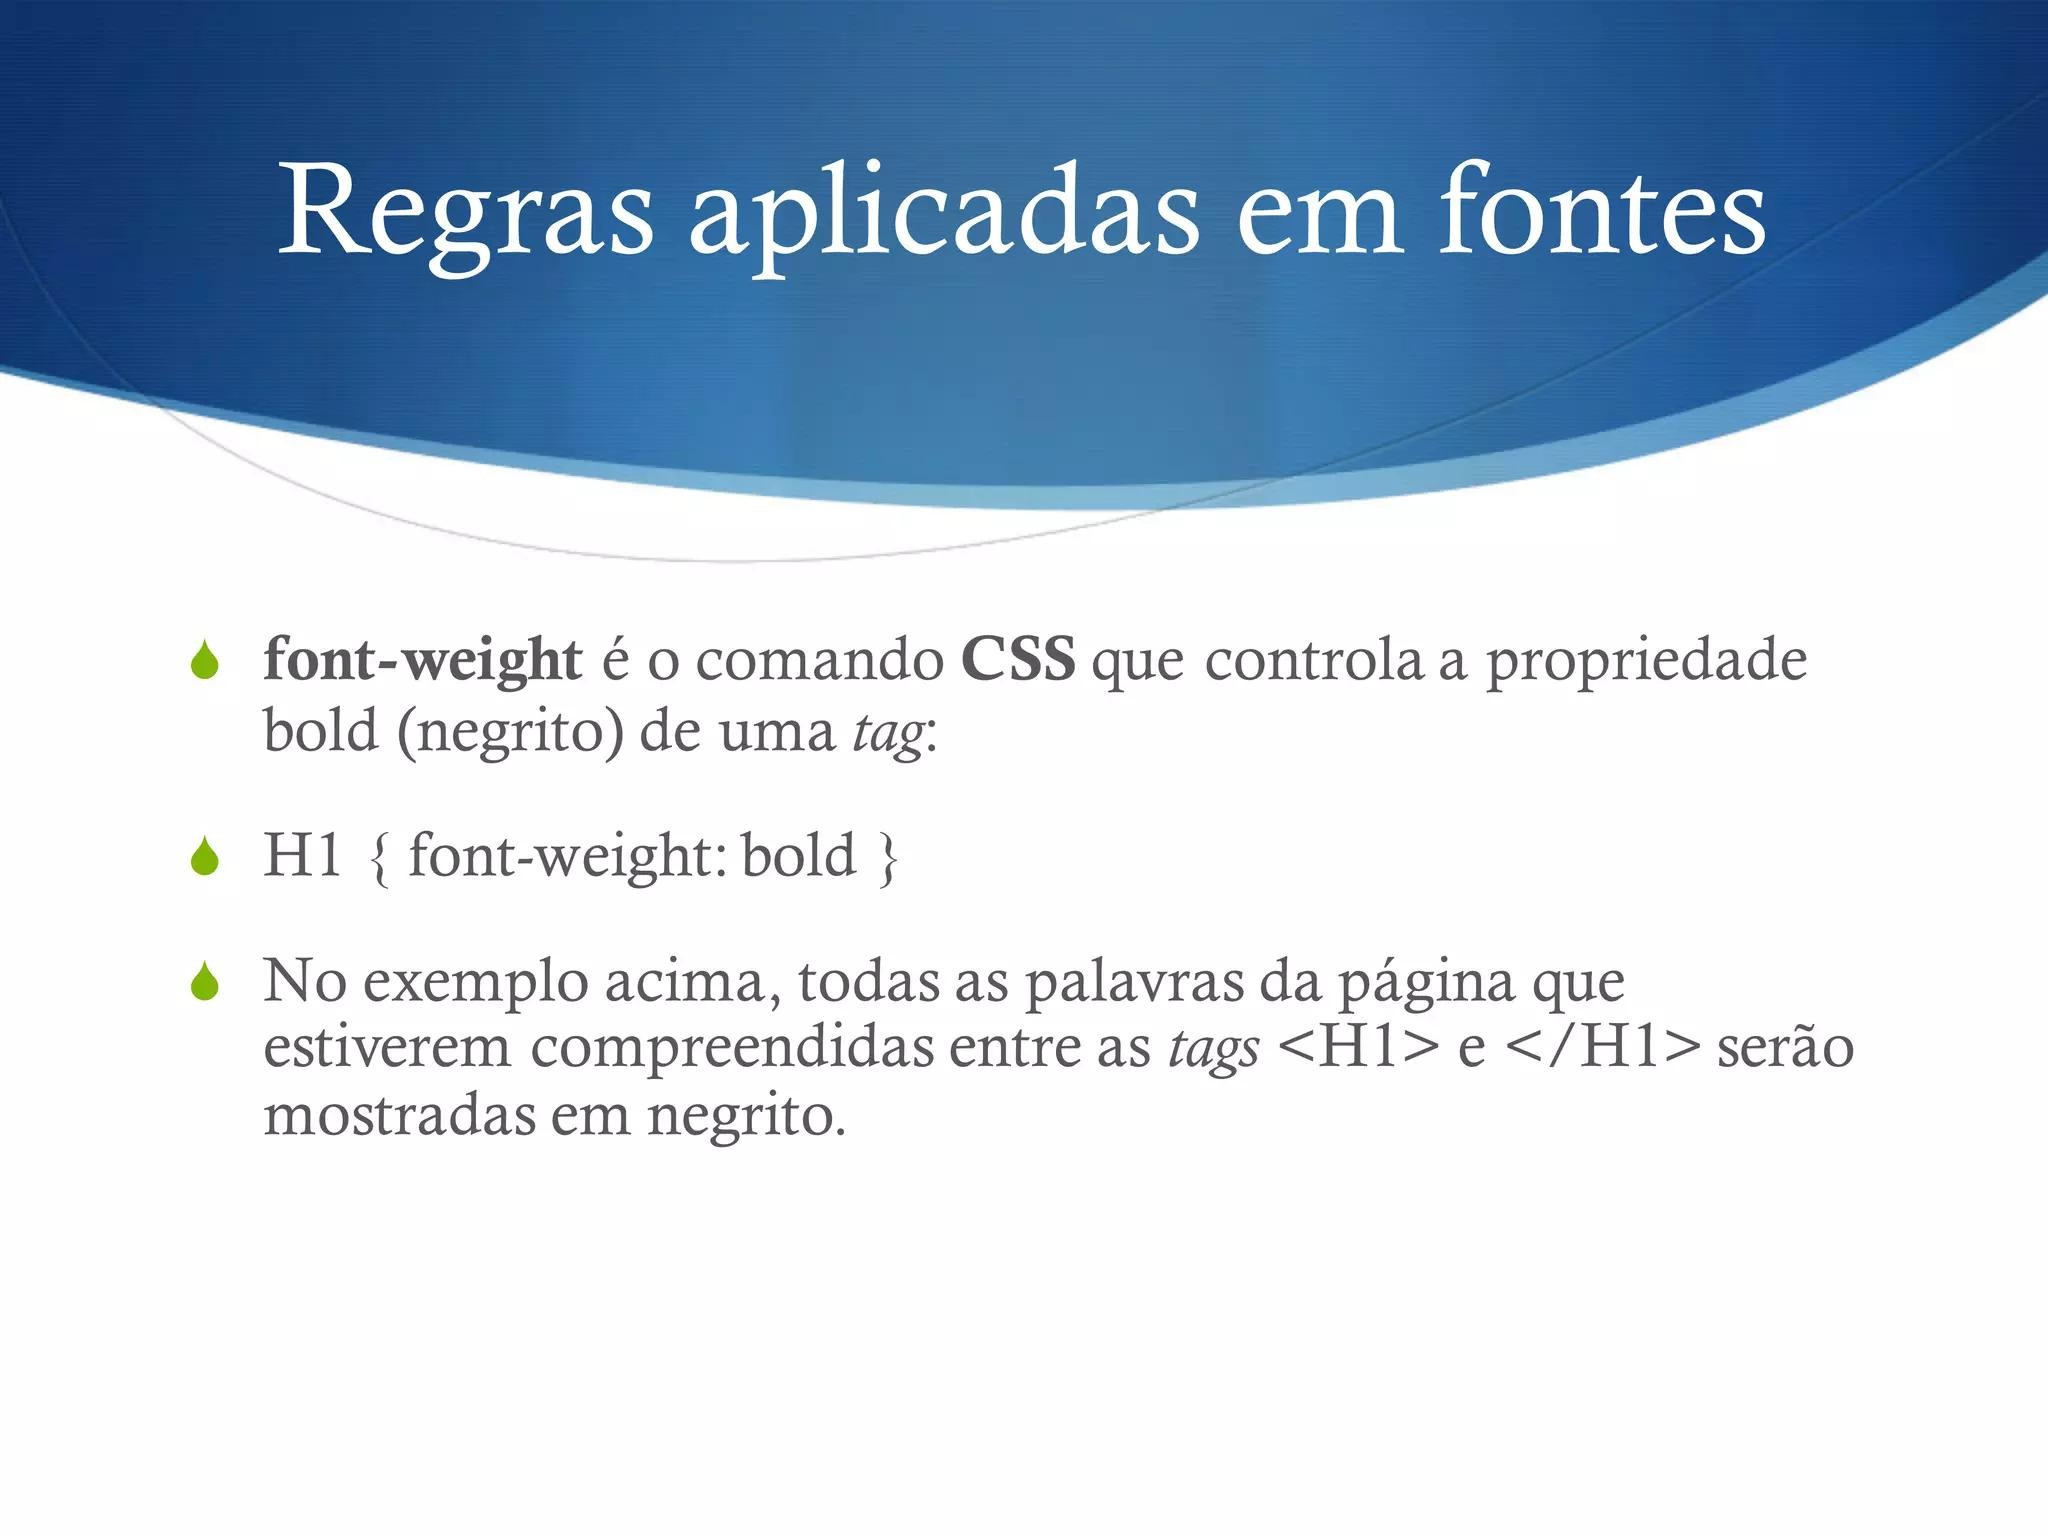 Regras aplicadas em fontes
font-weight é o comando CSS que controla a propriedade
bold (negrito) de uma tag:
H1 { font-weight: bold }
No exemplo acima, todas as palavras da página que
estiverem compreendidas entre as tags <H1> e </H1> serão
mostradas em negrito.